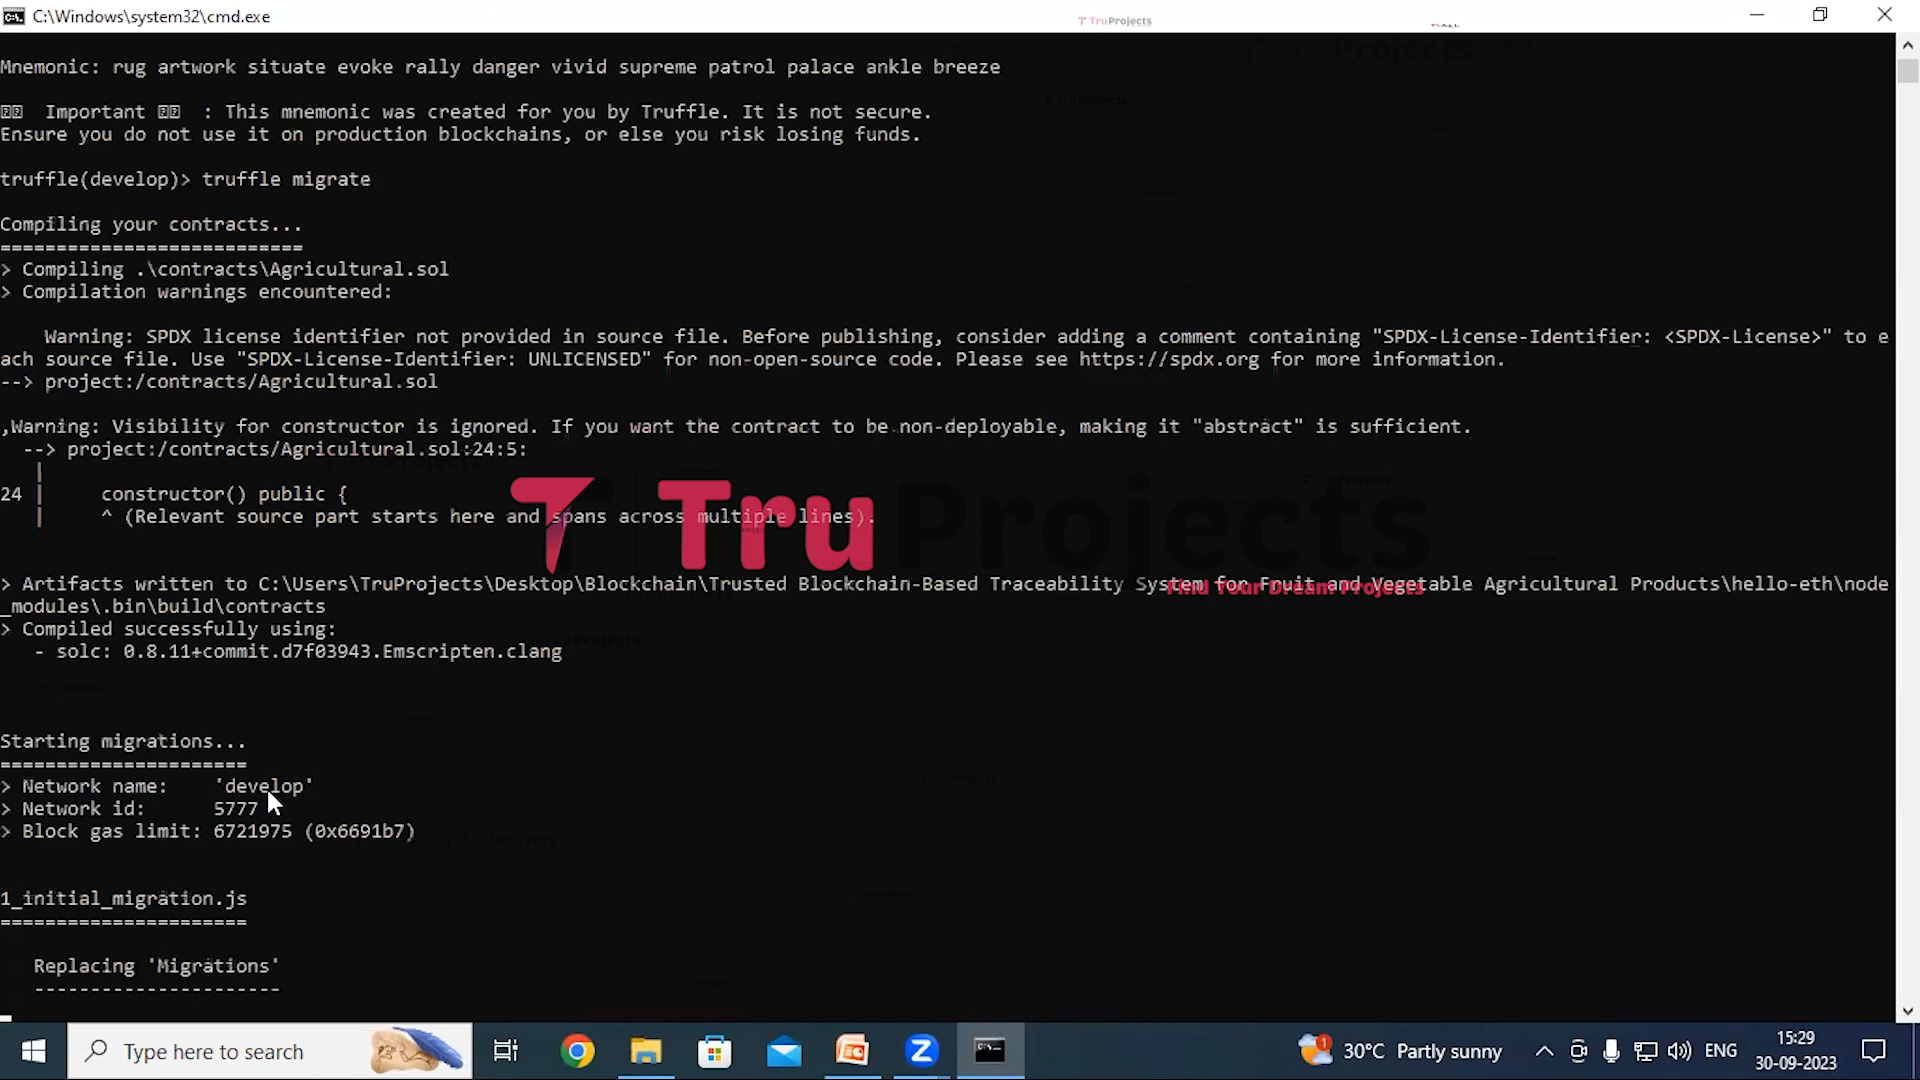 C:\Windows\system32\cmd.exe
TruProjects
Mnemonic: rug artwork situate evoke rally danger vivid supreme patrol palace ankle breeze
Important : This mnemonic was created for you by Truffle. It is not secure.
Ensure you do not use it on production blockchains, or else you risk losing funds.
truffle(develop)> truffle migrate
Compiling your contracts...
===========================
> Compiling .\contracts\Agricultural.sol
> Compilation warnings encountered:
Warning: SPDX license identifier not provided in source file. Before publishing, consider adding a comment containing "SPDX-License-Identifier: <SPDX-License>" to e
ach source file. Use "SPDX-License-Identifier: UNLICENSED" for non-open-source code. Please see https://spdx.org for more information.
--> project:/contracts/Agricultural.sol
,Warning: Visibility for constructor is ignored. If you want the contract to be non-deployable, making it "abstract" is sufficient.
--> project:/contracts/Agricultural.sol:24:5:
|
24 | constructor() public {
| ^ (Relevant source part starts here and spans across multiple lines).
TruProjects
Find Your Dream Projects
> Artifacts written to C:\Users\TruProjects\Desktop\Blockchain\Trusted Blockchain-Based Traceability System for Fruit and Vegetable Agricultural Products\hello-eth\node
_modules\.bin\build\contracts
> Compiled successfully using:
- solc: 0.8.11+commit.d7f03943.Emscripten.clang
Starting migrations...
======================
> Network name: 'develop'
> Network id: 5777
> Block gas limit: 6721975 (0x6691b7)
1_initial_migration.js
======================
Replacing 'Migrations'
----------------------
Type here to search
30°C Partly sunny
ENG
15:29
30-09-2023